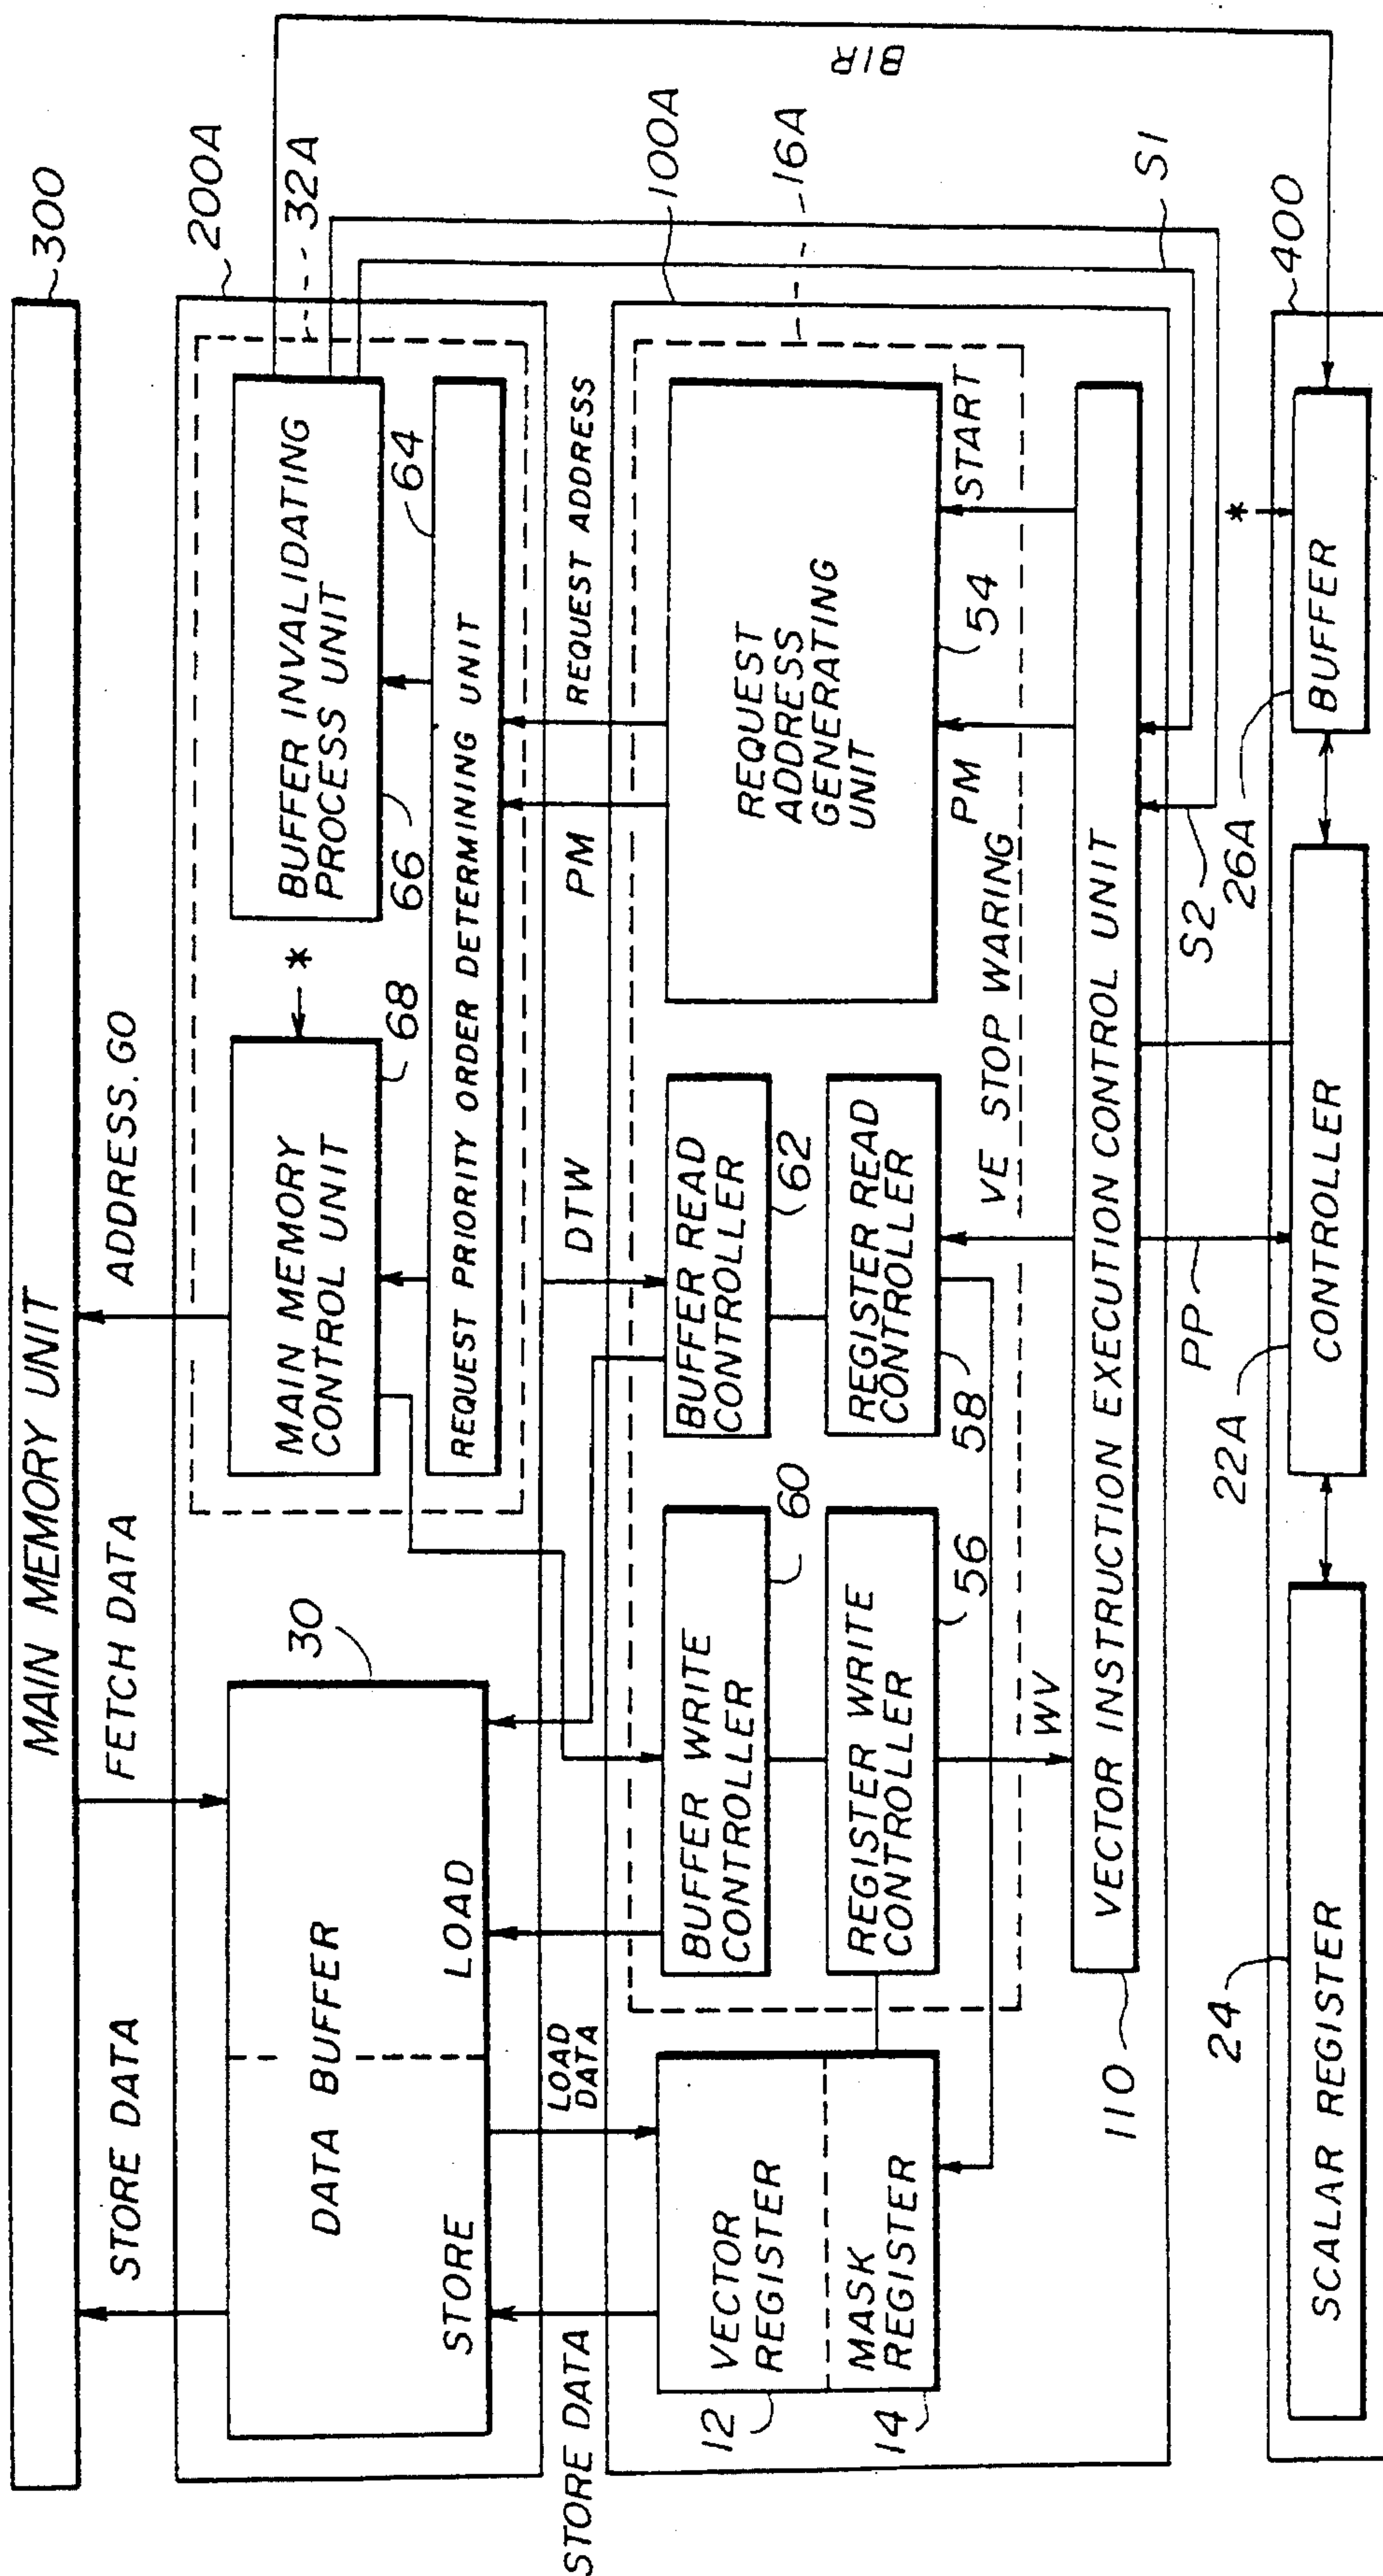 MAIN MEMORY UNIT
300
STORE DATA
FETCH DATA
ADDRESS.GO
200A
32A
DATA BUFFER
30
STORE
LOAD
MAIN MEMORY
CONTROL UNIT
68
*
BUFFER INVALIDATING
PROCESS UNIT
66
64
REQUEST PRIORITY ORDER DETERMINING UNIT
BIR
STORE DATA
LOAD
DATA
DTW
PM
REQUEST ADDRESS
100A
16A
VECTOR
REGISTER
12
MASK
REGISTER
14
BUFFER WRITE
CONTROLLER
60
REGISTER WRITE
CONTROLLER
56
BUFFER READ
CONTROLLER
62
REGISTER READ
CONTROLLER
58
REQUEST
ADDRESS
GENERATING
UNIT
54
WV
VE STOP WARING
PM
START
VECTOR INSTRUCTION EXECUTION CONTROL UNIT
110
S1
S2
PP
24
SCALAR REGISTER
22A
CONTROLLER
26A
BUFFER
*
400